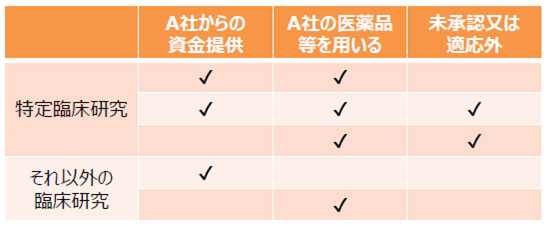 A社からの
資金提供
A社の医薬品
等を用いる
未承認又は
適応外
特定臨床研究
✓ ✓
✓ ✓ ✓
✓ ✓
それ以外の
臨床研究
✓
✓